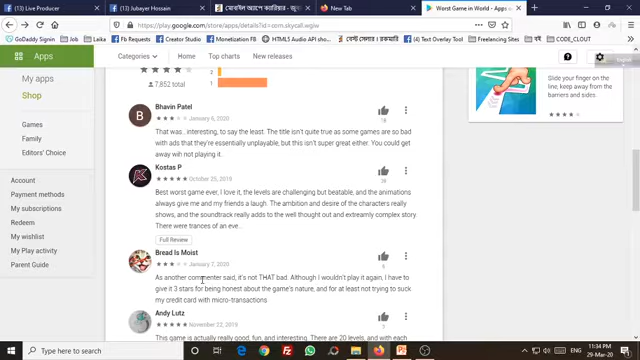 Live Producer
Jubayer Hossain
New Tab
Worst Game in World -
https://play.google.com/store/apps/details?id=com.skycall.wgiw
GoDaddy SignIn
Chatbot
Google Translate
Lauka
Fb Creator
Creator Studio
Fb Monetization
HTML5 Audio API
বেস্ট সেলার
(F) Text Overlay Tool
Freelancing Sites
বই
Apps
Categories
Home
Top charts
New releases
English
My apps
Shop
Games
Family
Editors' Choice
Account
Payment methods
My subscriptions
Redeem
My wishlist
My Play activity
Parent Guide
2
1
7,852 total
Slide your finger on the
line, keep away from the
barriers and sides.
Bhavin Patel
January 6, 2020
18
That was.. interesting, to say the least. The title isn't quite true as some games are so bad
with ads that they're essentially unplayable, but this isn't super great either. You could get
away wih not playing it.
Kostas P
October 25, 2019
Best worst game ever, I love it, the levels are challenging but beatable, and the animations
always give me and my friends a laugh. The ambition and desire of the characters really
shows, and the soundtrack really adds to the well thought out and extreamly complex story.
There were trances of an eve..
Full Review
Bread Is Moist
January 7, 2020
As another commenter said, it's not THAT bad. Although I wouldn't play it again, I have to
give it 3 stars for being honest about the game's nature, and for at least not trying to suck
my credit card with micro-transactions
Andy Lutz
November 22, 2019
This game is actually really good, fun, and interesting. There are 20 levels, and with each
Type here to search
11:34 PM
29-Mar-20